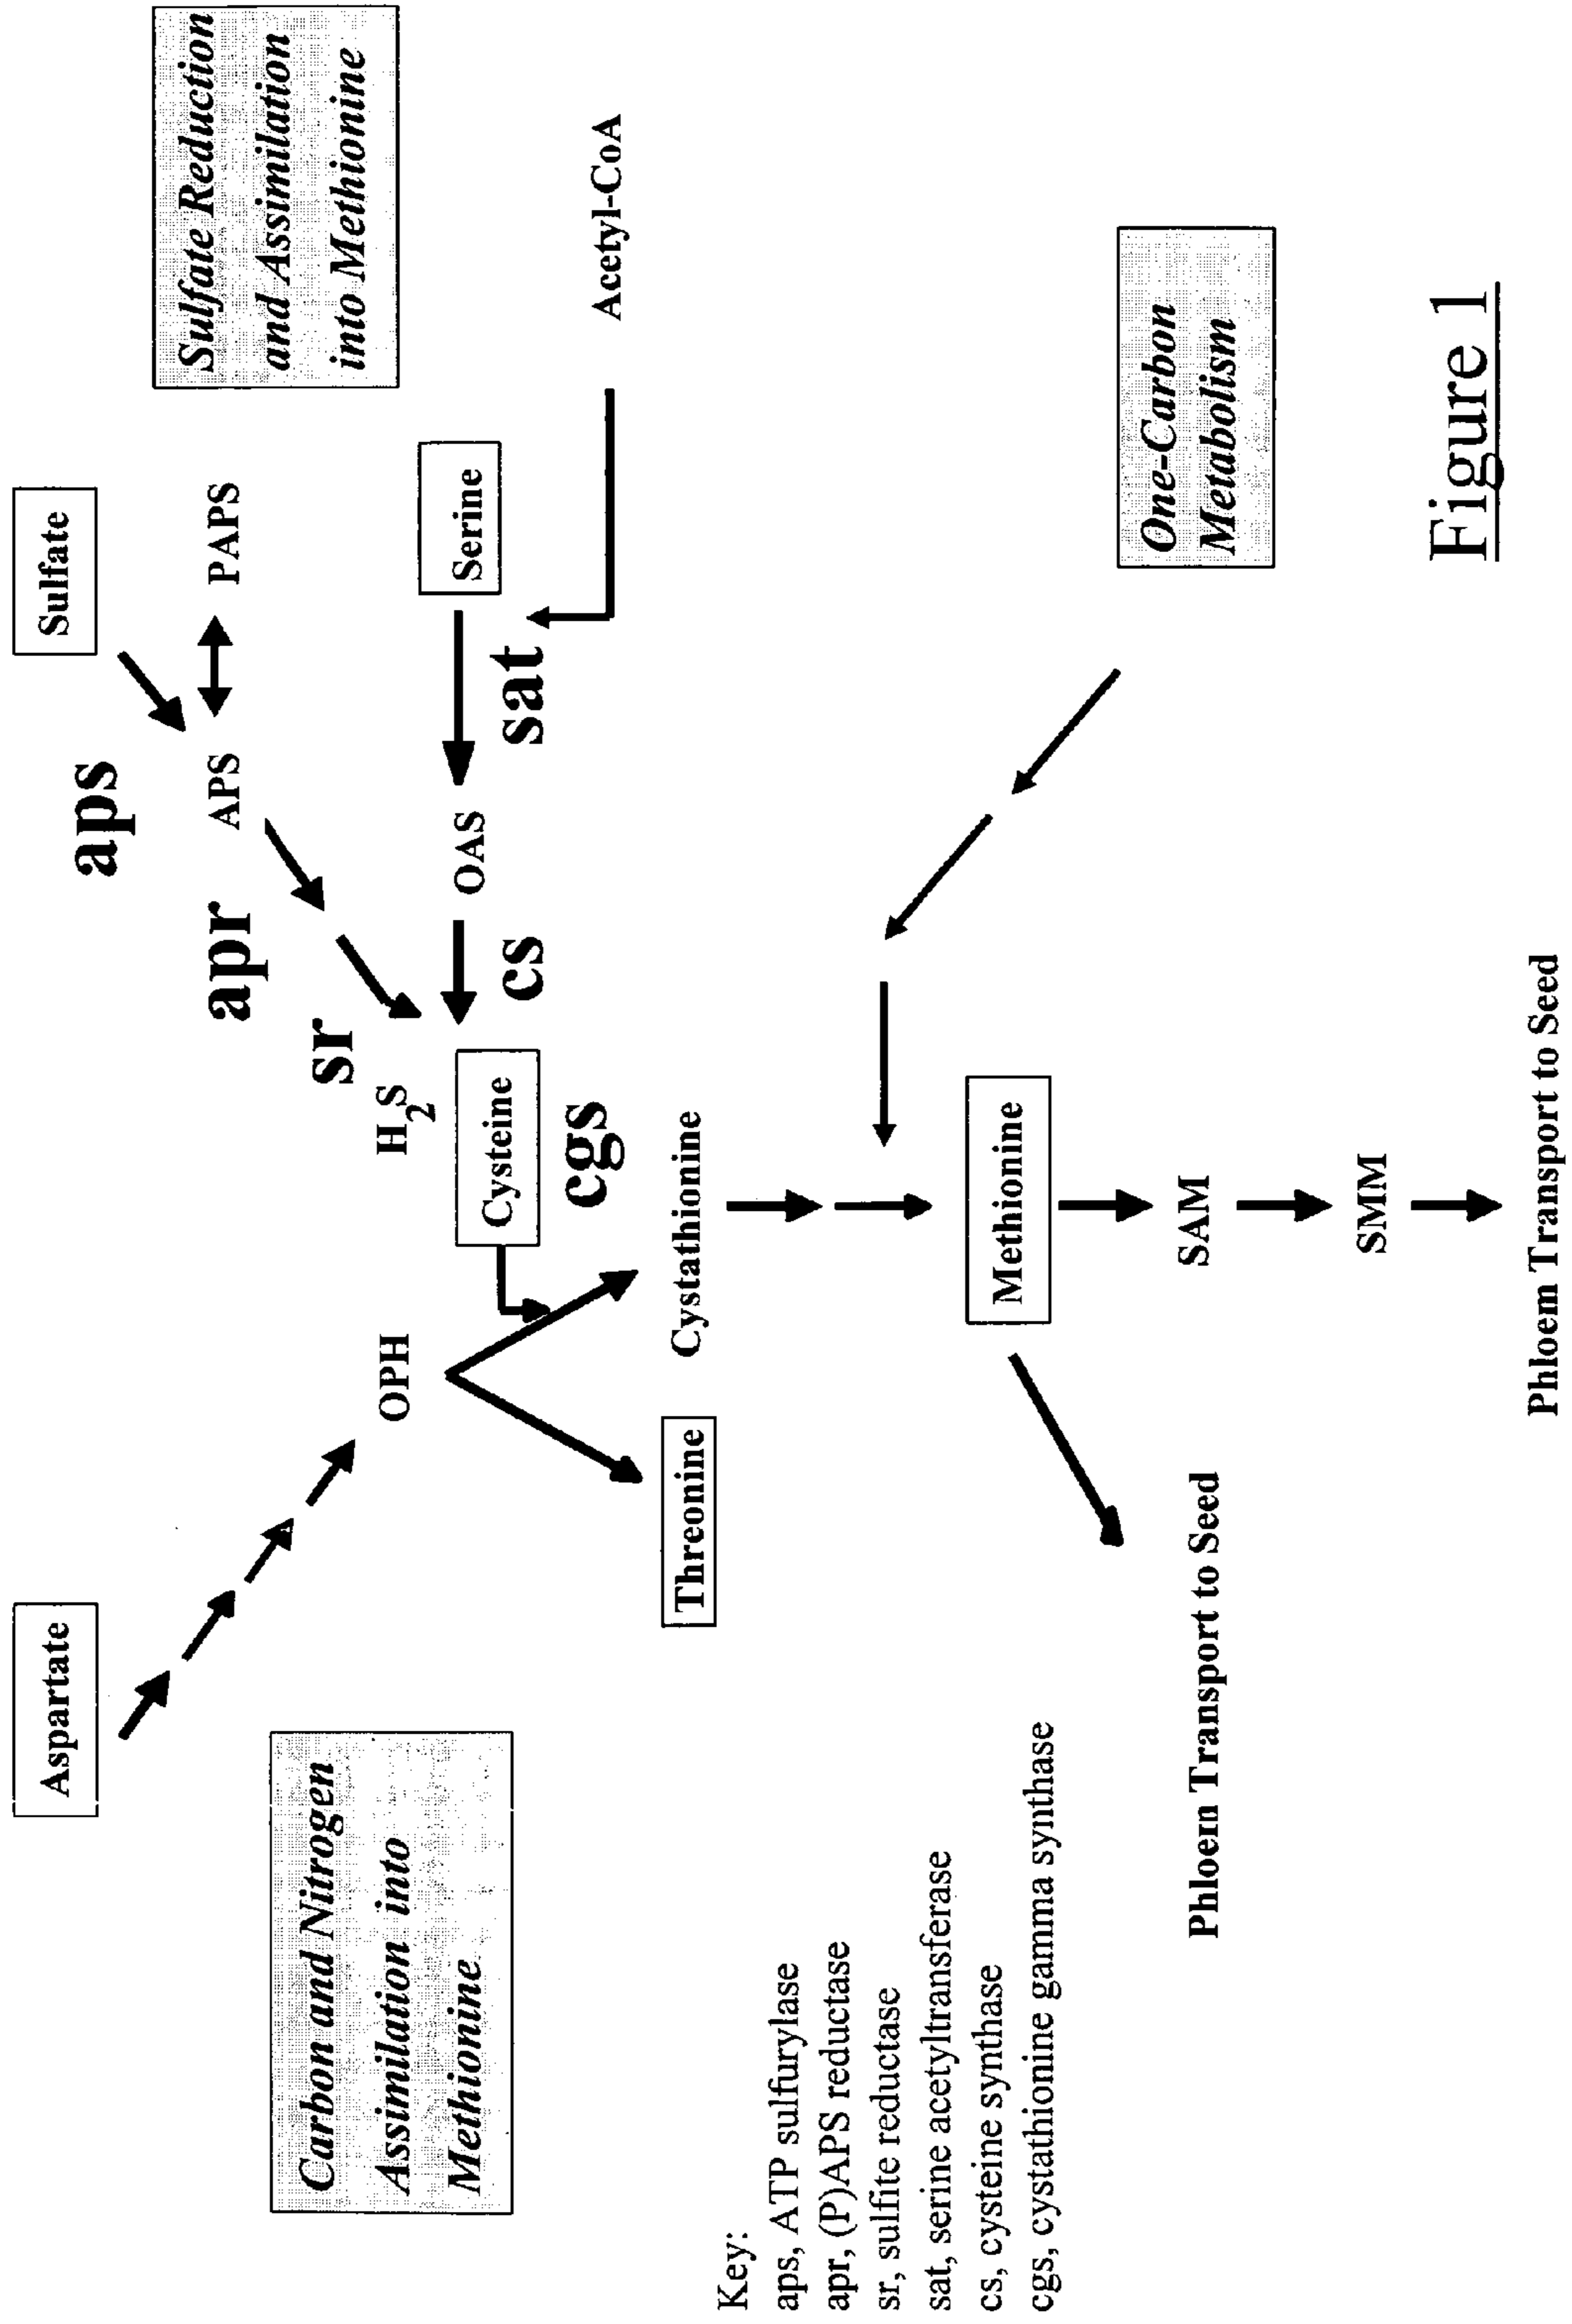 Aspartate
Sulfate
aps
Sulfate Reduction
and Assimilation
into Methionine
apr
APS
PAPS
Carbon and Nitrogen
Assimilation into
Methionine
sr
OPH
H2S
Cysteine
OAS
Serine
cs
sat
cgs
Acetyl-CoA
Threonine
Cystathionine
Key:
aps, ATP sulfurylase
apr, (P)APS reductase
sr, sulfite reductase
sat, serine acetyltransferase
cs, cysteine synthase
cgs, cystathionine gamma synthase
Methionine
One-Carbon
Metabolism
Phloem Transport to Seed
SAM
SMM
Phloem Transport to Seed
Figure 1